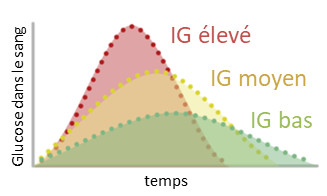 IG élevé
IG moyen
IG bas
Glucose dans le sang
temps